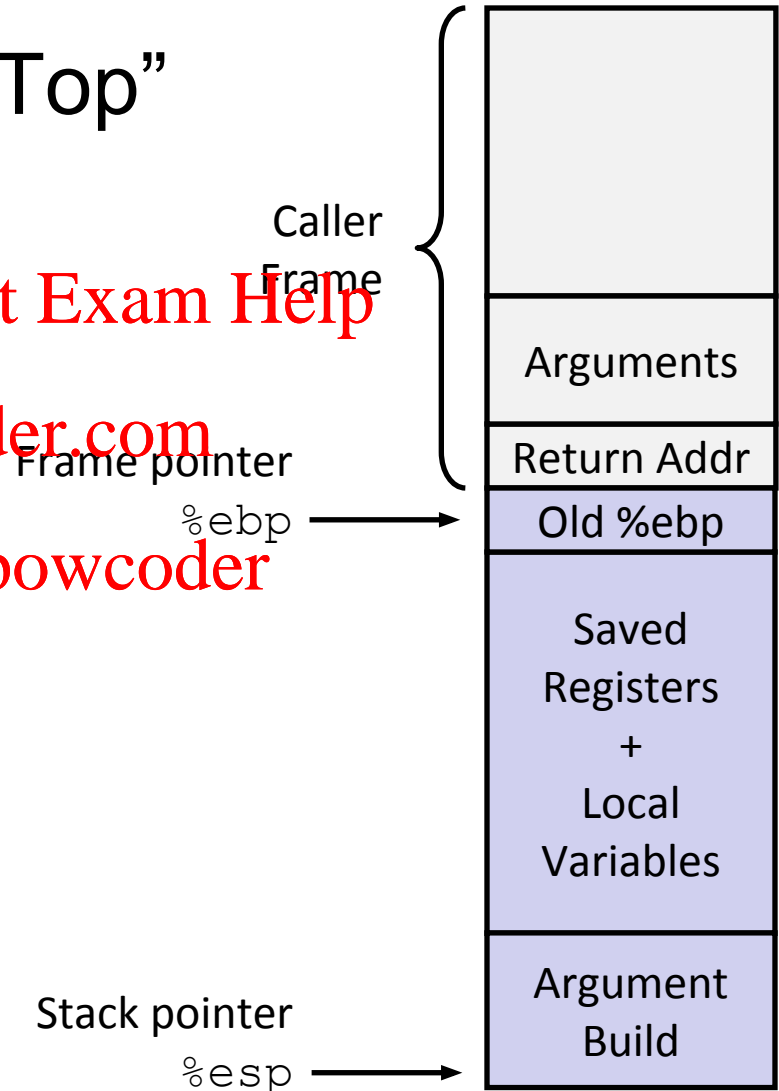 Top”
Caller
Frame
t Exam Help
Arguments
der.com
Frame pointer
Return Addr
%ebp
Old %ebp
powcoder
Saved
Registers
+
Local
Variables
Argument
Build
Stack pointer
%esp